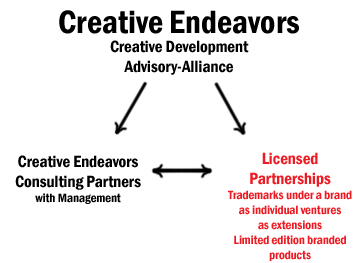 Creative Endeavors
Creative Development
Advisory-Alliance
Creative Endeavors
Consulting Partners
with Management
Licensed
Partnerships
Trademarks under a brand
as individual ventures
as extensions
Limited edition branded
products